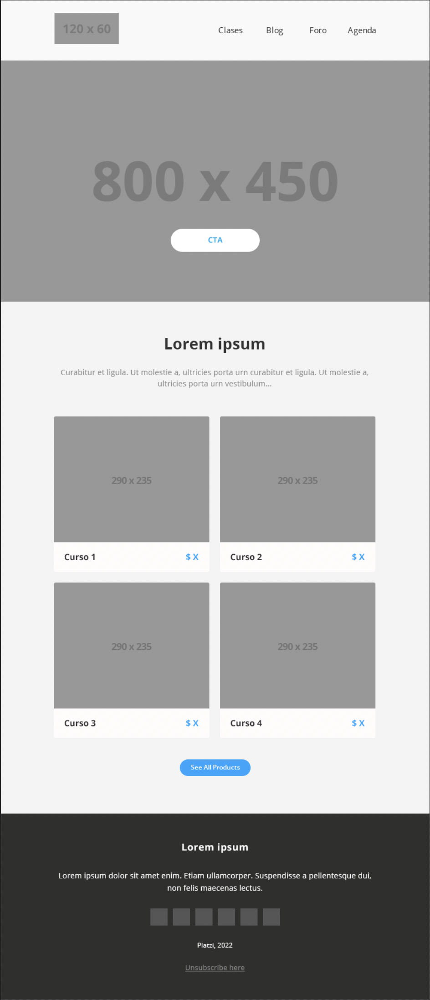 120 x 60
Clases Blog Foro Agenda
800 x 450
CTA
Lorem ipsum
Curabitur et ligula. Ut molestie a, ultricies porta urn curabitur et ligula. Ut molestie a,
ultricies porta urn vestibulum...
290 x 235 290 x 235
Curso 1 $ X Curso 2 $ X
290 x 235 290 x 235
Curso 3 $ X Curso 4 $ X
See All Products
Lorem ipsum
Lorem ipsum dolor sit amet enim. Etiam ullamcorper. Suspendisse a pellentesque dui,
non felis maecenas lectus.
Platzi, 2022
Unsubscribe here